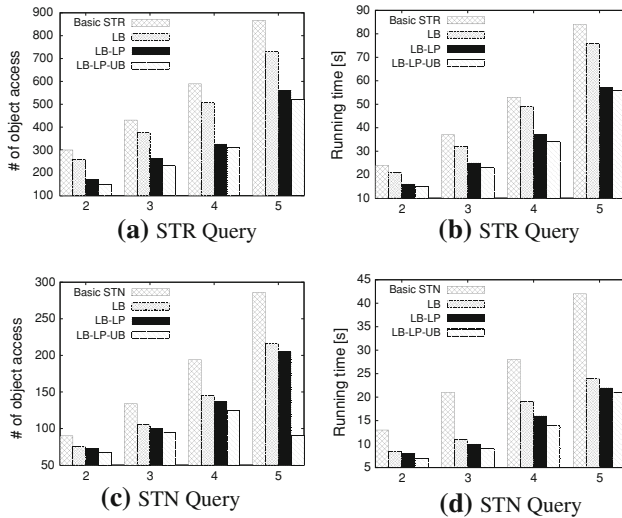 # of object access
900
800
700
600
500
400
300
200
100
Basic STR
LB
LB-LP
LB-LP-UB
2 3 4 5
(a) STR Query
Running time [s]
90
80
70
60
50
40
30
20
10
Basic STR
LB
LB-LP
LB-LP-UB
2 3 4 5
(b) STR Query
# of object access
300
250
200
150
100
50
Basic STN
LB
LB-LP
LB-LP-UB
2 3 4 5
(c) STN Query
Running time [s]
45
40
35
30
25
20
15
10
5
Basic STN
LB
LB-LP
LB-LP-UB
2 3 4 5
(d) STN Query